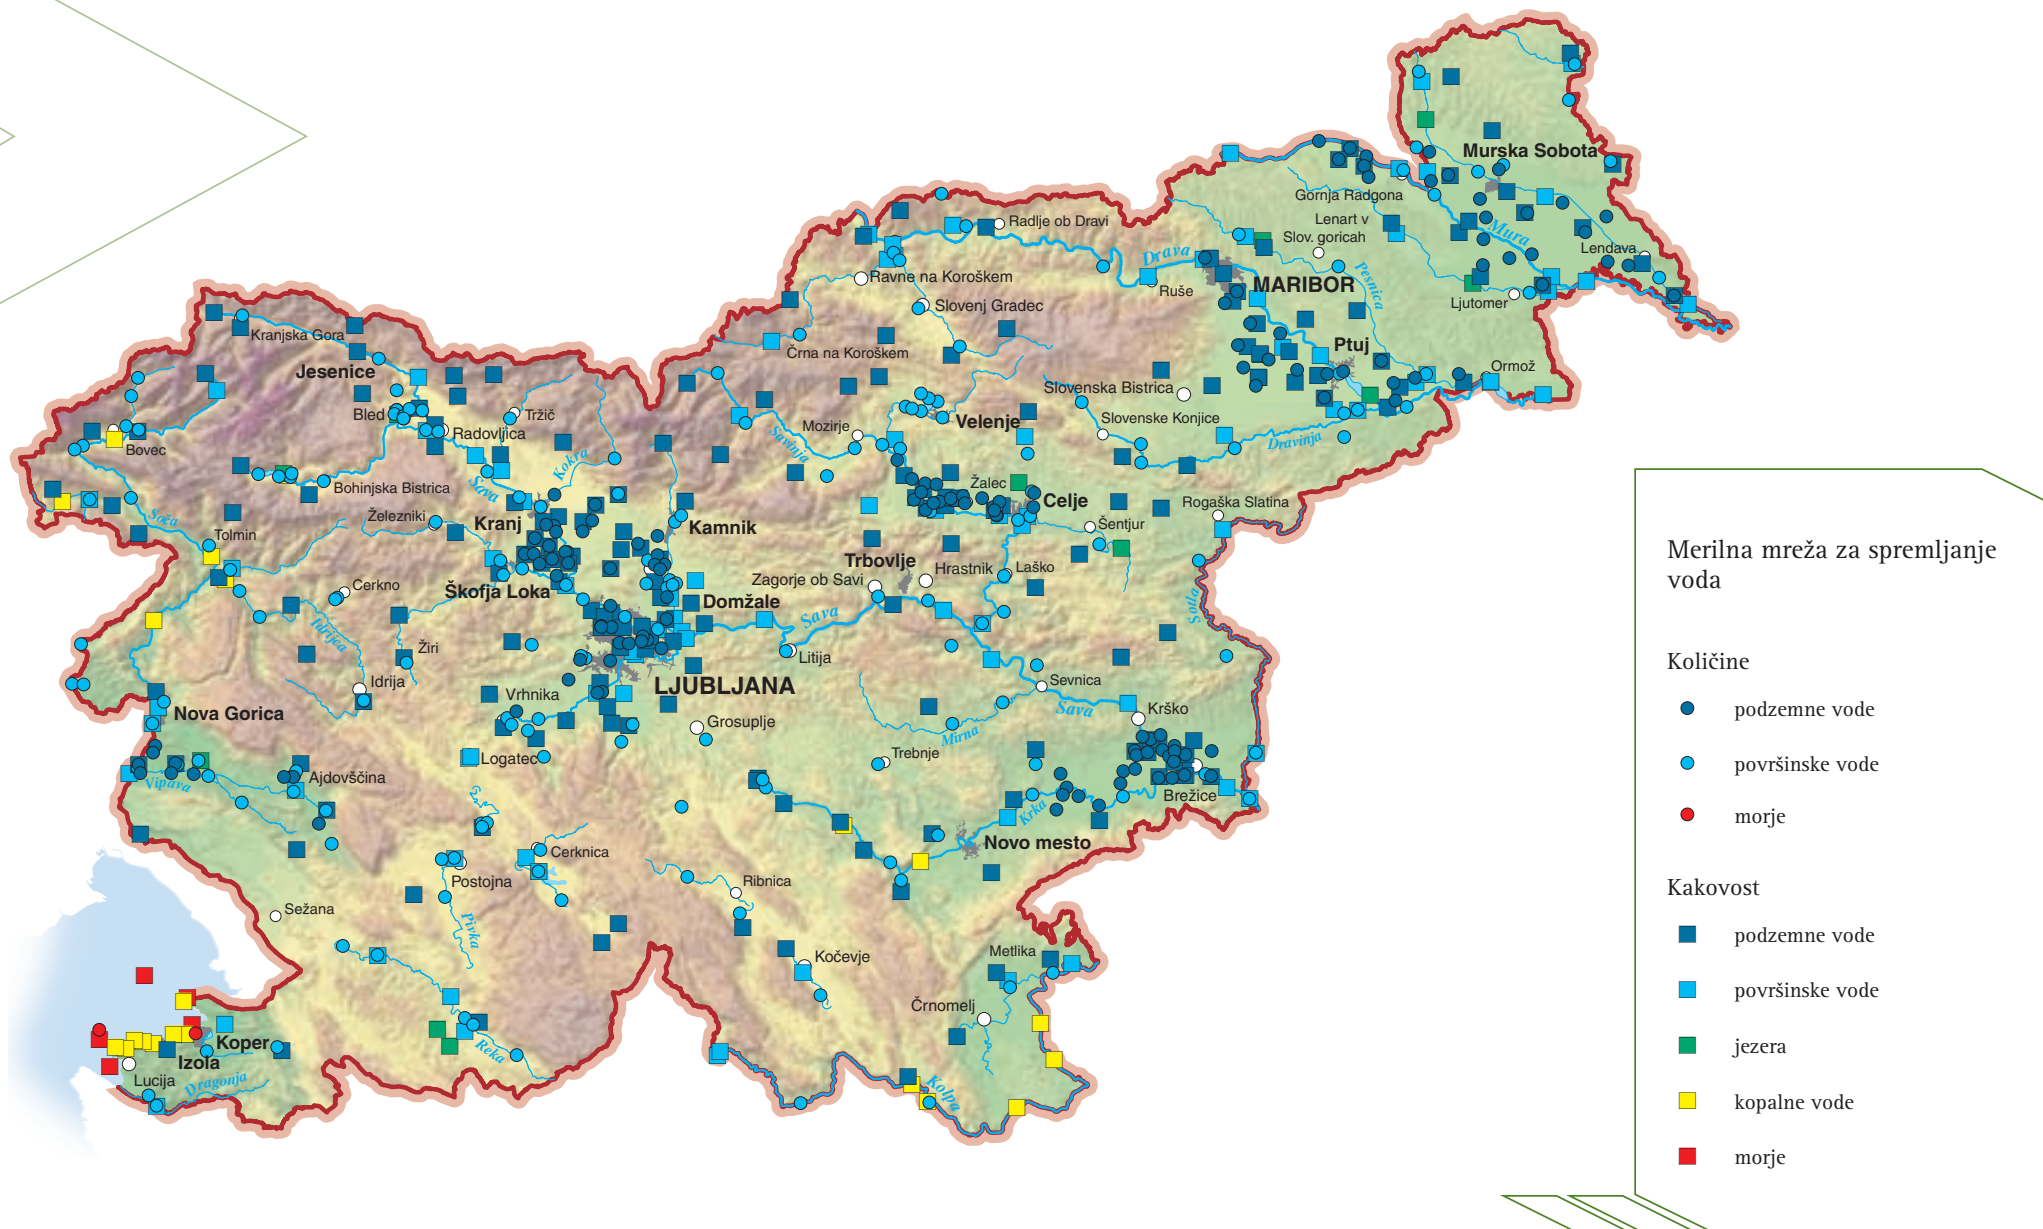 Murska Sobota
Gornja Radgona
Lenart v
Slov. goricah
Radlje ob Dravi
Mura
Lendava
Drava
Ravne na Koroškem
Pesnica
Ruše
MARIBOR
Ljutomer
Slovenj Gradec
Kranjska Gora
Črna na Koroškem
Ptuj
Jesenice
Ormož
Slovenska Bistrica
Bled
Tržič
Radovljica
Mozirje
Velenje
Slovenske Konjice
Savinja
Dravinja
Bovec
Kokra
Sava
Bohinjska Bistrica
Žalec
Celje
Rogaška Slatina
Soča
Železniki
Kranj
Kamnik
Šentjur
Tolmin
Trbovlje
Hrastnik
Laško
Zagorje ob Savi
Cerkno
Škofja Loka
Domžale
Sava
Sotla
Idrijca
Žiri
Litija
Idrija
LJUBLJANA
Sevnica
Vrhnika
Nova Gorica
Grosuplje
Sava
Krško
Mirna
Trebnje
Logatec
Ajdovščina
Vipava
Brežice
Krka
Novo mesto
Cerknica
Postojna
Ribnica
Sežana
Pivka
Kočevje
Metlika
Črnomelj
Koper
Izola
Reka
Lucija
Dragonja
Kolpa
Merilna mreža za spremljanje
voda
Količine
podzemne vode
površinske vode
morje
Kakovost
podzemne vode
površinske vode
jezera
kopalne vode
morje